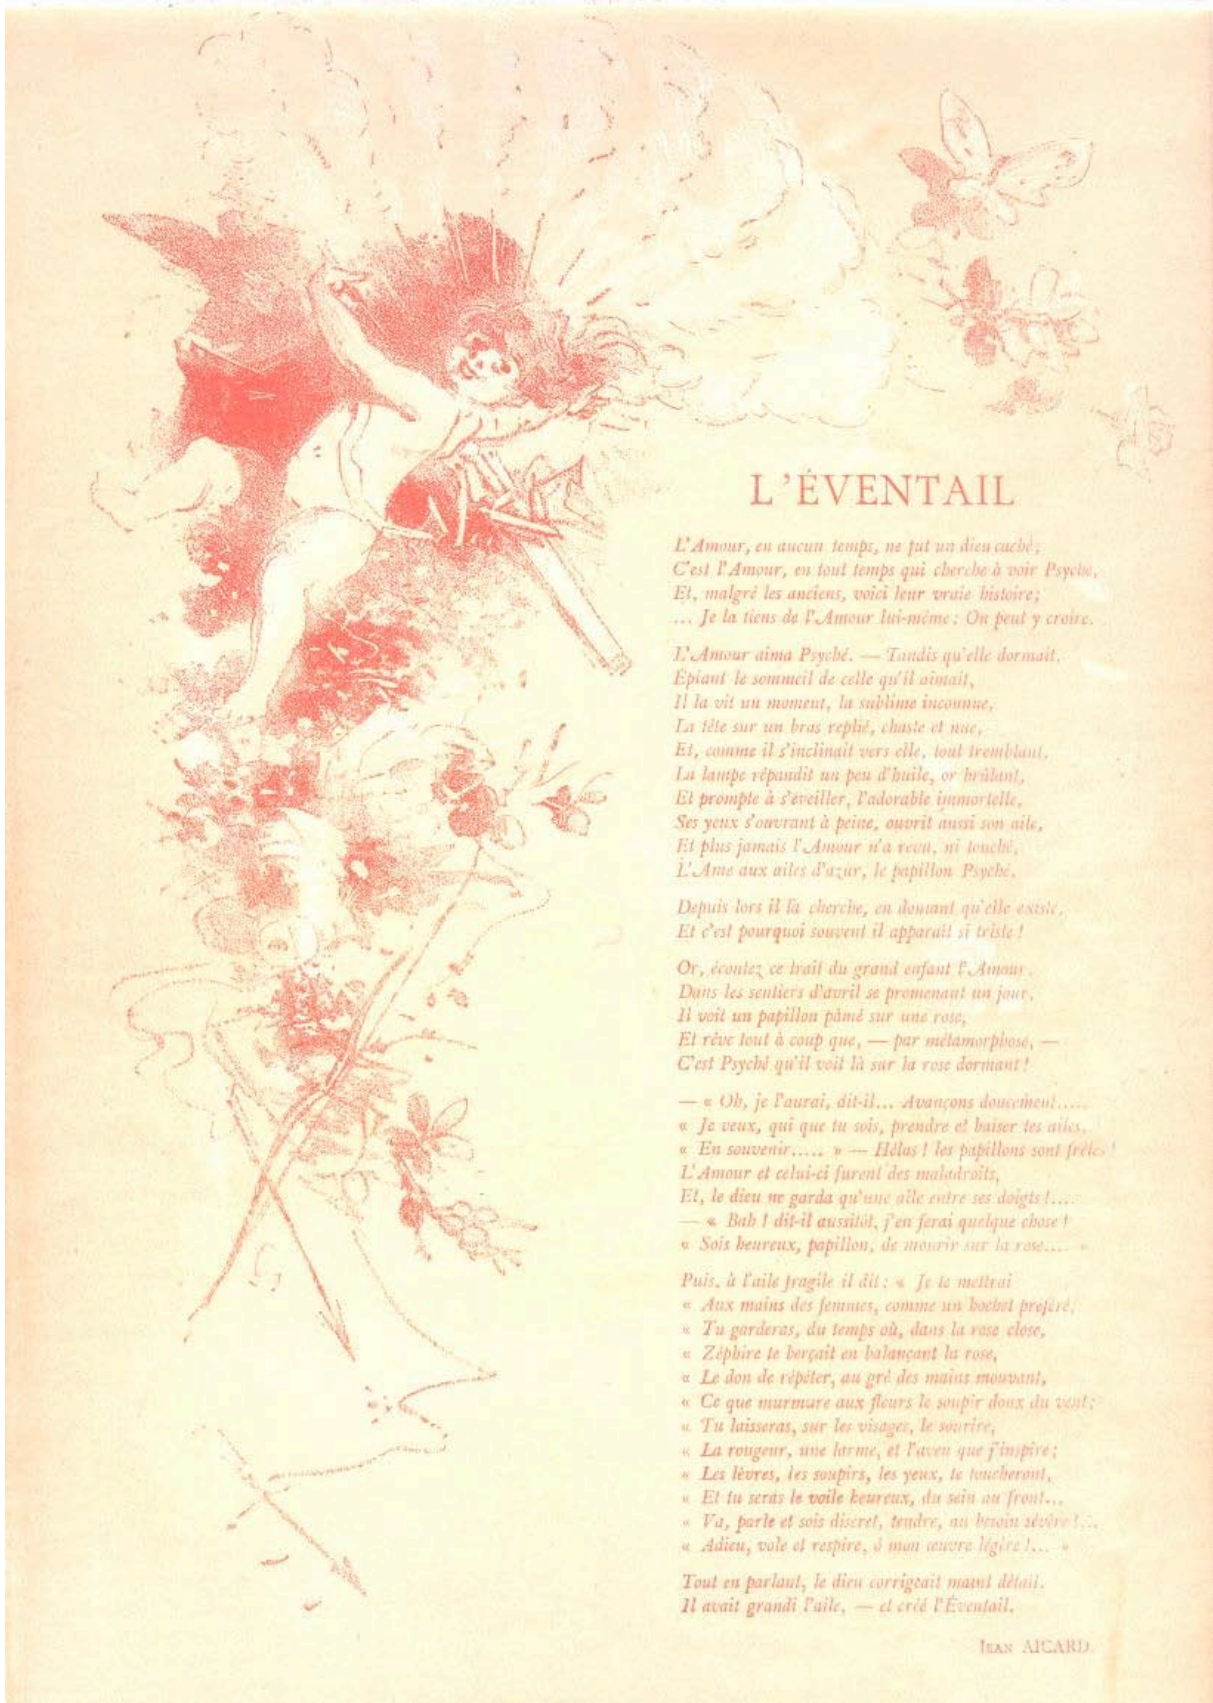 L'ÉVENTAIL
L'Amour, en aucun temps, ne fut un dieu caché;
C'est l'Amour, en tout temps qui cherche à voir Psyché,
Et, malgré les anciens, voici leur vraie histoire;
... Je la tiens de l'Amour lui-même : On peut y croire.
L'Amour aima Psyché. — Tandis qu'elle dormait,
Épiant le sommeil de celle qu'il aimait,
Il la vit un moment, la sublime inconnue,
La tête sur un bras replié, chaste et nue,
Et, comme il s'inclinait vers elle, tout tremblant,
La lampe répandit un peu d'huile, or brûlant,
Et prompte à s'éveiller, l'adorable immortelle,
Ses yeux s'ouvrant à peine, ouvrit aussi son aile,
Et plus jamais l'Amour n'a revu, ni touché,
L'Ame aux ailes d'azur, le papillon Psyché.
Depuis lors il la cherche, en doutant qu'elle existe,
Et c'est pourquoi souvent il apparaît si triste !
Or, écoutez ce trait du grand enfant l'Amour.
Dans les sentiers d'avril se promenant un jour,
Il voit un papillon pâmé sur une rose,
Et rêve tout à coup que, — par métamorphose, —
C'est Psyché qu'il voit là sur la rose dormant !
— « Oh, je l'aurai, dit-il... Avançons doucement.....
« Je veux, qui que tu sois, prendre et baiser tes ailes,
« En souvenir..... » — Hélas ! les papillons sont frêles !
L'Amour et celui-ci furent des maladroits,
Et, le dieu ne garda qu'une aile entre ses doigts !....
— « Bah ! dit-il aussitôt, j'en ferai quelque chose !
« Sois heureux, papillon, de mourir sur la rose.... »
Puis, à l'aile fragile il dit : « Je te mettrai
« Aux mains des femmes, comme un hochet préféré,
« Tu garderas, du temps où, dans la rose close,
« Zéphire te berçait en balançant la rose,
« Le don de répéter, au gré des mains mouvant,
« Ce que murmure aux fleurs le soupir doux du vent;
« Tu laisseras, sur les visages, le sourire,
« La rougeur, une larme, et l'aveu que j'inspire;
« Les lèvres, les soupirs, les yeux, te toucheront,
« Et tu seras le voile heureux, du sein au front...
« Va, parle et sois discret, tendre, au besoin sévère !...
« Adieu, vole et respire, ô mon œuvre légère !... »
Tout en parlant, le dieu corrigeait maint détail.
Il avait grandi l'aile, — et créé l'Éventail.
JEAN AICARD.